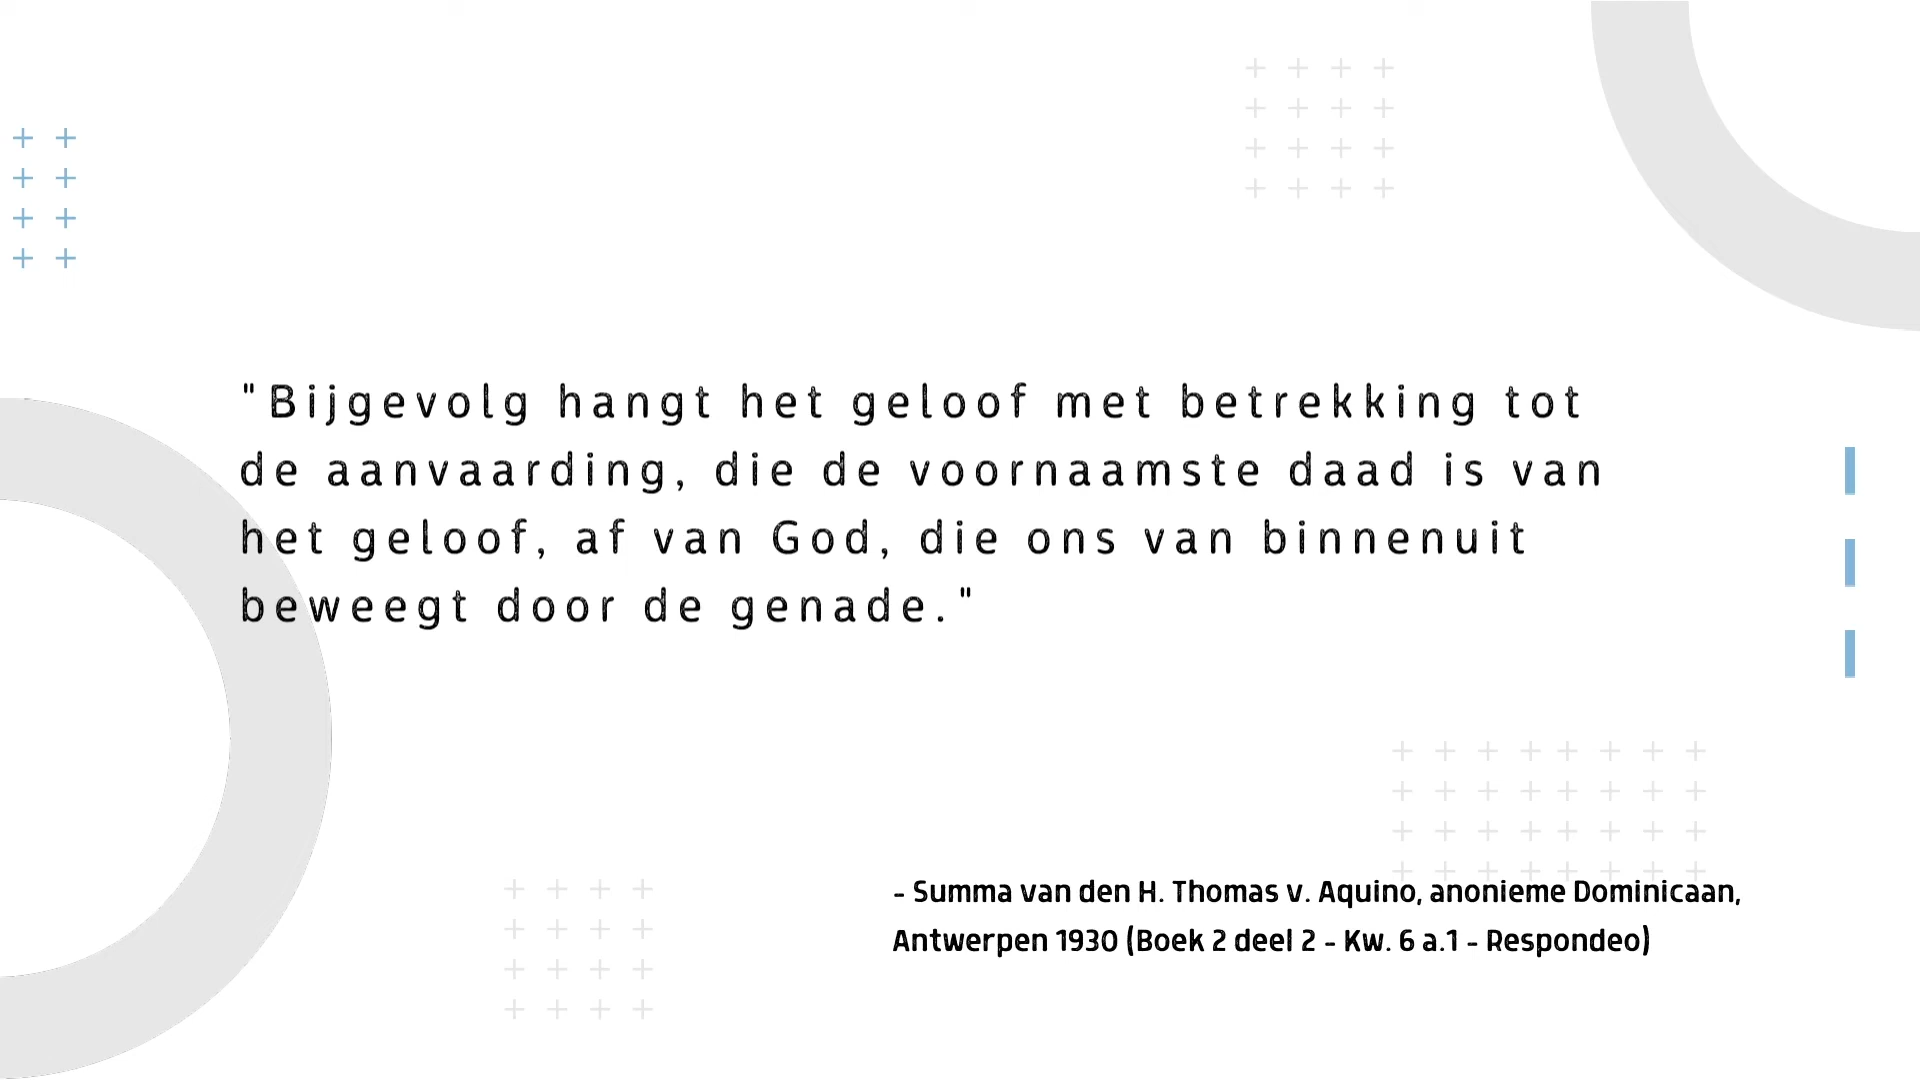 "Bijgevolg hangt het geloof met betrekking tot
de aanvaarding, die de voornaamste daad is van
het geloof, af van God, die ons van binnenuit
beweegt door de genade."
- Summa van den H. Thomas v. Aquino, anonieme Dominicaan,
Antwerpen 1930 (Boek 2 deel 2 - Kw. 6 a.1 - Respondeo)